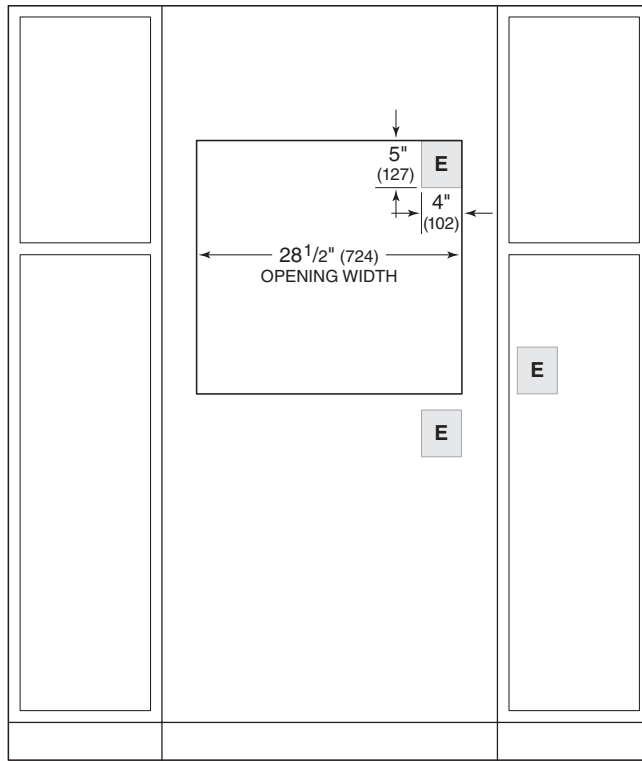 5"
(127)
E
4"
(102)
28 1/2" (724)
OPENING WIDTH
E
E